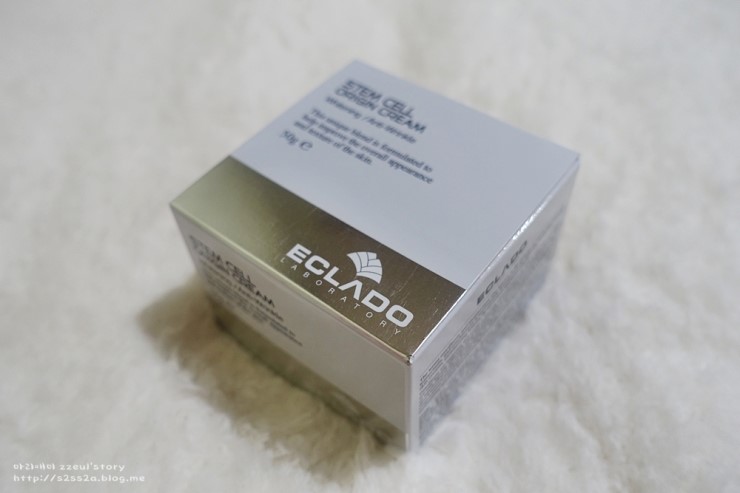 STEM CELL
ORIGIN CREAM
Whitening / Anti-Wrinkle
This unique blend is formulated to
help improve the overall appearance
and texture of the skin.
50g ℮
ECLADO
LABORATORY
STEM CELL
ORIGIN CREAM
ECLADO
zzeul'story
http://s2ss2a.blog.me